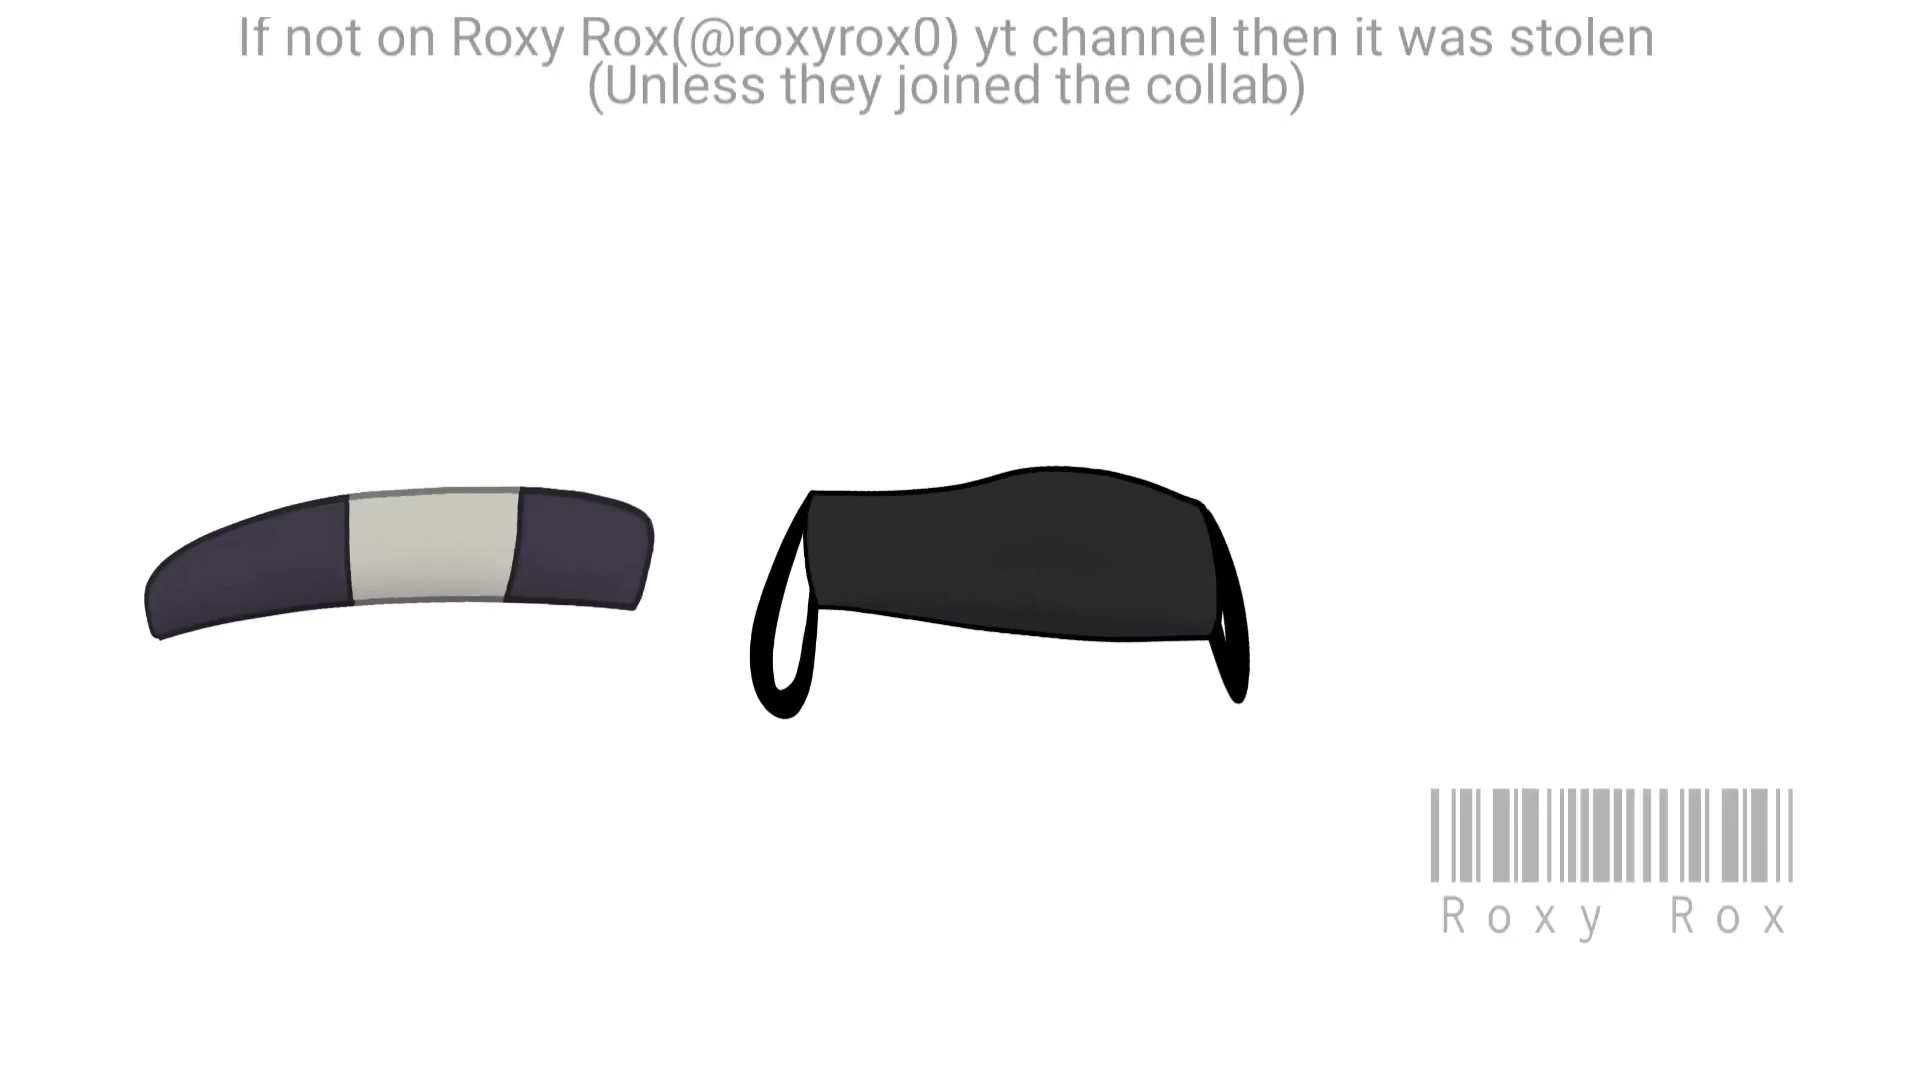 If not on Roxy Rox(@roxyrox0) yt channel then it was stolen
(Unless they joined the collab)
Roxy Rox